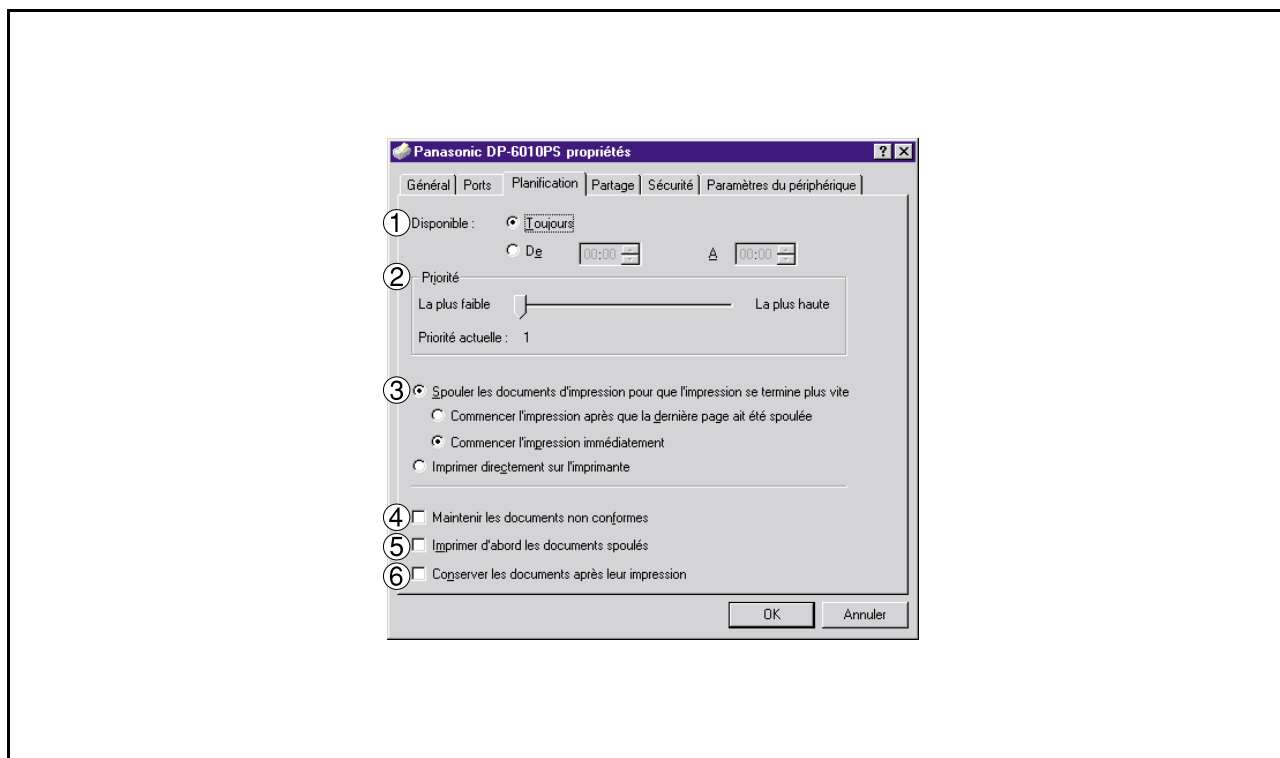 Panasonic DP-6010PS propriétés
Général Ports Planification Partage Sécurité Paramètres du périphérique
1 Disponible : Toujours
De 00:00 A 00:00
2 Priorité
La plus faible La plus haute
Priorité actuelle : 1
3 Spouler les documents d'impression pour que l'impression se termine plus vite
Commencer l'impression après que la dernière page ait été spoulée
Commencer l'impression immédiatement
Imprimer directement sur l'imprimante
4 Maintenir les documents non conformes
5 Imprimer d'abord les documents spoulés
6 Conserver les documents après leur impression
OK Annuler